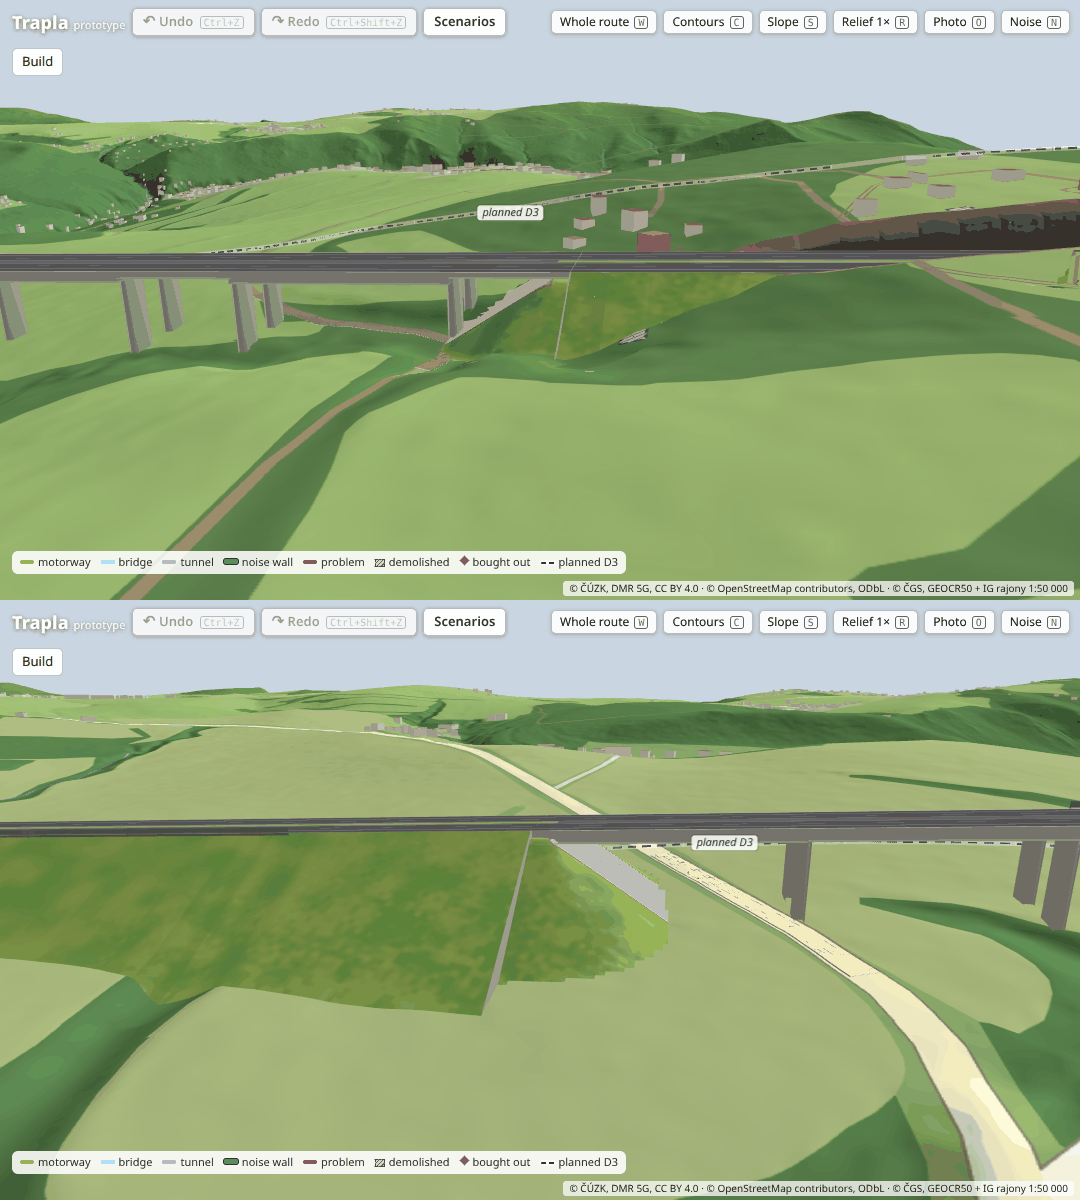 Trapla prototype
↶ Undo Ctrl+Z
↷ Redo Ctrl+Shift+Z
Scenarios
Whole route W
Contours C
Slope S
Relief 1× R
Photo O
Noise N
Build
planned D3
motorway bridge tunnel noise wall problem demolished bought out planned D3
© ČÚZK, DMR 5G, CC BY 4.0 · © OpenStreetMap contributors, ODbL · © ČGS, GEOCR50 + IG rajony 1:50 000
Trapla prototype
↶ Undo Ctrl+Z
↷ Redo Ctrl+Shift+Z
Scenarios
Whole route W
Contours C
Slope S
Relief 1× R
Photo O
Noise N
Build
planned D3
motorway bridge tunnel noise wall problem demolished bought out planned D3
© ČÚZK, DMR 5G, CC BY 4.0 · © OpenStreetMap contributors, ODbL · © ČGS, GEOCR50 + IG rajony 1:50 000